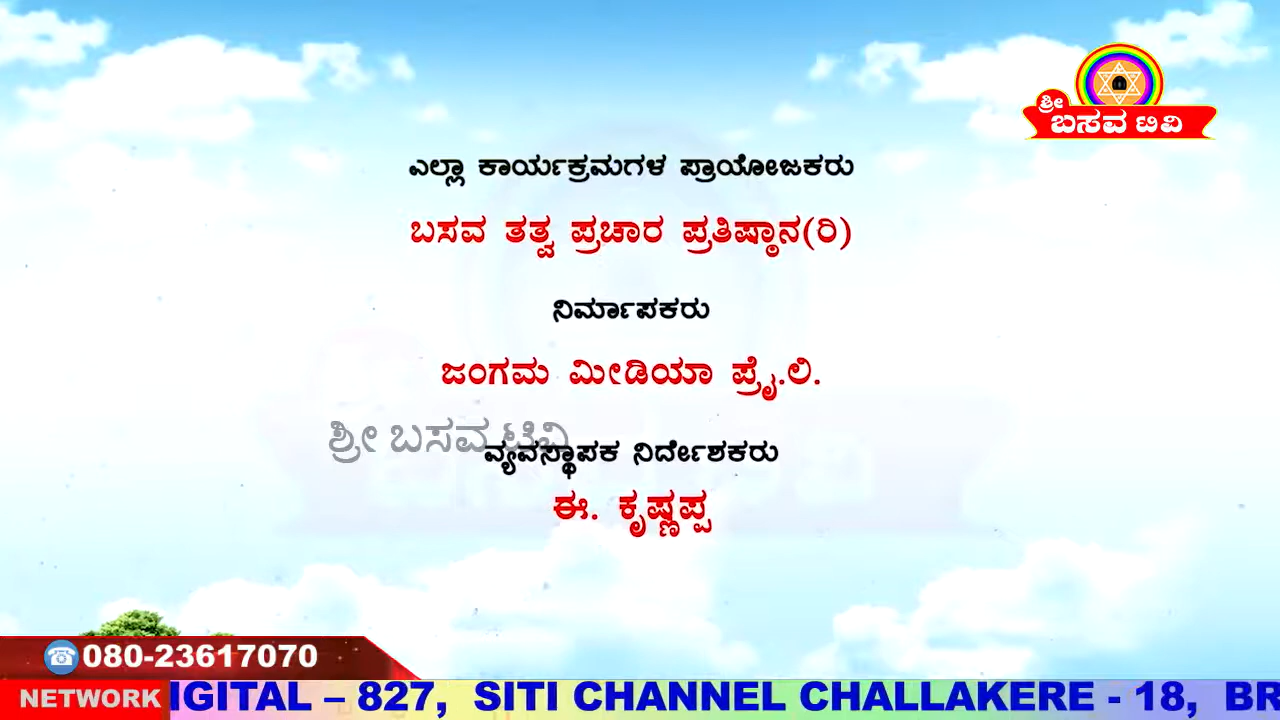 ಶ್ರೀ
ಬಸವ ಟಿವಿ
ಎಲ್ಲಾ ಕಾರ್ಯಕ್ರಮಗಳ ಪ್ರಾಯೋಜಕರು
ಬಸವ ತತ್ವ ಪ್ರಚಾರ ಪ್ರತಿಷ್ಠಾನ(ರಿ)
ನಿರ್ಮಾಪಕರು
ಜಂಗಮ ಮೀಡಿಯಾ ಪ್ರೈ.ಲಿ.
ಶ್ರೀ ಬಸವ ಟಿವಿ
ವ್ಯವಸ್ಥಾಪಕ ನಿರ್ದೇಶಕರು
ಈ. ಕೃಷ್ಣಪ್ಪ
080-23617070
NETWORK IGITAL – 827, SITI CHANNEL CHALLAKERE - 18, BR